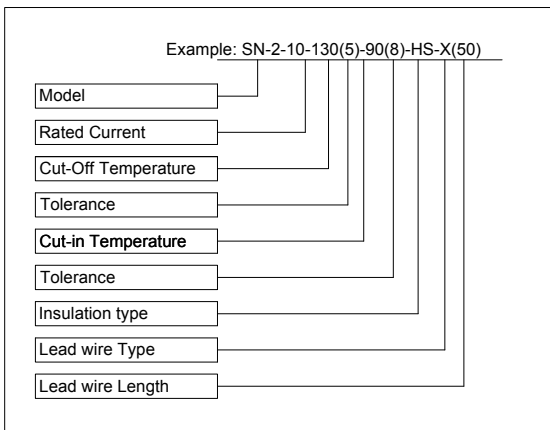 Example: SN-2-10-130(5)-90(8)-HS-X(50)
Model
Rated Current
Cut-Off Temperature
Tolerance
Cut-in Temperature
Tolerance
Insulation type
Lead wire Type
Lead wire Length